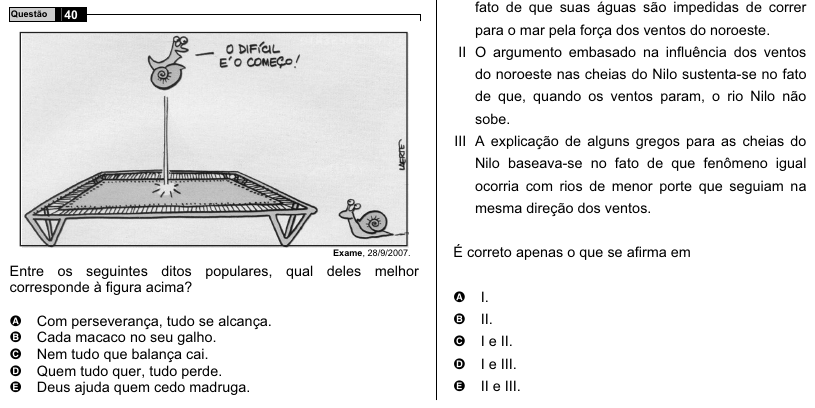 Questão 40
O DIFÍCIL
E' O COMEÇO!
LAERTE
Exame, 28/9/2007.
Entre os seguintes ditos populares, qual deles melhor
corresponde à figura acima?
A Com perseverança, tudo se alcança.
B Cada macaco no seu galho.
C Nem tudo que balança cai.
D Quem tudo quer, tudo perde.
E Deus ajuda quem cedo madruga.
fato de que suas águas são impedidas de correr
para o mar pela força dos ventos do noroeste.
II O argumento embasado na influência dos ventos
do noroeste nas cheias do Nilo sustenta-se no fato
de que, quando os ventos param, o rio Nilo não
sobe.
III A explicação de alguns gregos para as cheias do
Nilo baseava-se no fato de que fenômeno igual
ocorria com rios de menor porte que seguiam na
mesma direção dos ventos.
É correto apenas o que se afirma em
A I.
B II.
C I e II.
D I e III.
E II e III.